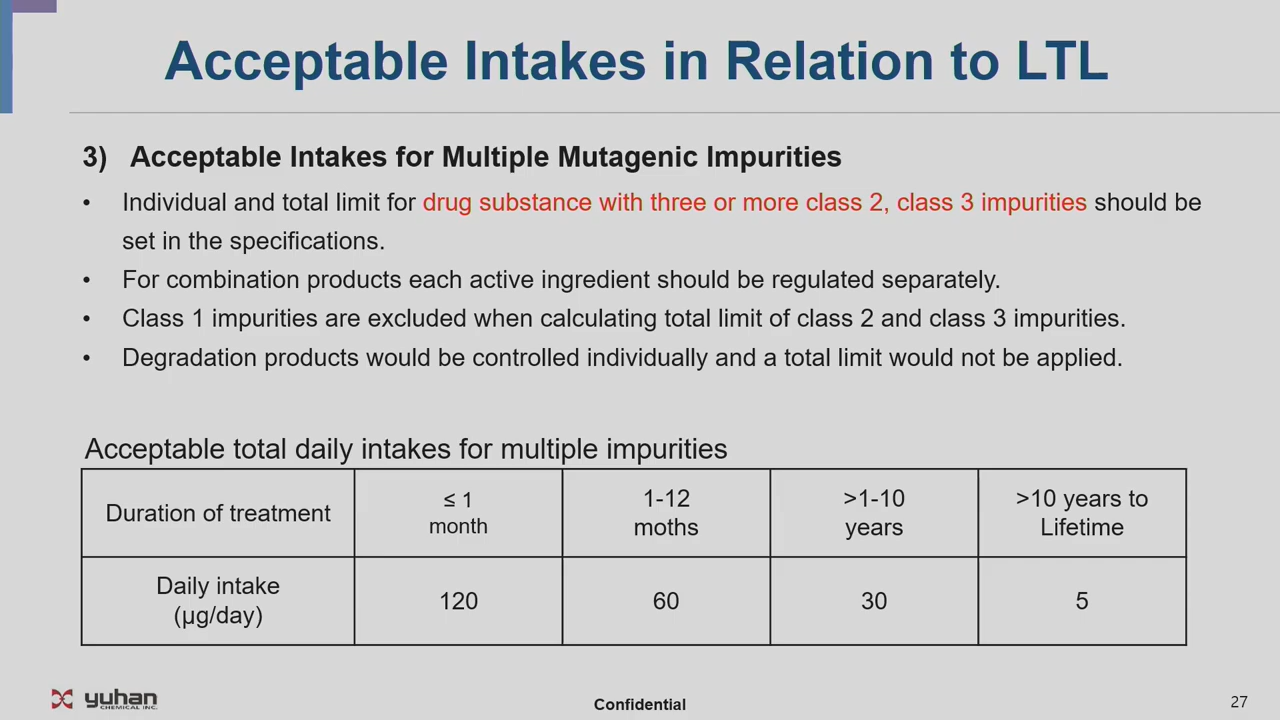 Acceptable Intakes in Relation to LTL
3) Acceptable Intakes for Multiple Mutagenic Impurities
• Individual and total limit for drug substance with three or more class 2, class 3 impurities should be
set in the specifications.
• For combination products each active ingredient should be regulated separately.
• Class 1 impurities are excluded when calculating total limit of class 2 and class 3 impurities.
• Degradation products would be controlled individually and a total limit would not be applied.
Acceptable total daily intakes for multiple impurities
Duration of treatment
≤ 1
month
1-12
moths
>1-10
years
>10 years to
Lifetime
Daily intake
(µg/day)
120
60
30
5
yuhan
CHEMICAL INC.
Confidential
27